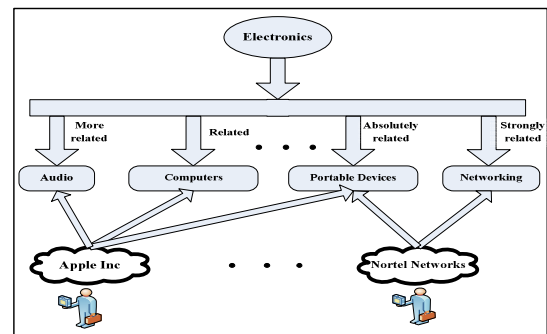 Electronics
More
related
Related
Absolutely
related
Strongly
related
Audio
Computers
Portable Devices
Networking
Apple Inc
Nortel Networks